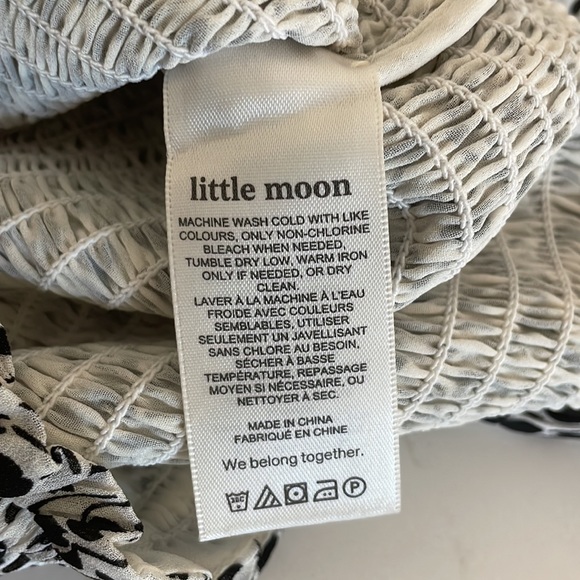 little moon
MACHINE WASH COLD WITH LIKE
COLOURS, ONLY NON-CHLORINE
BLEACH WHEN NEEDED,
TUMBLE DRY LOW, WARM IRON
ONLY IF NEEDED, OR DRY
CLEAN.
LAVER À LA MACHINE À L'EAU
FROIDE AVEC COULEURS
SEMBLABLES, UTILISER
SEULEMENT UN JAVELLISANT
SANS CHLORE AU BESOIN.
SÉCHER À BASSE
TEMPÉRATURE, REPASSAGE
MOYEN SI NÉCESSAIRE, OU
NETTOYER À SEC.
MADE IN CHINA
FABRIQUÉ EN CHINE
We belong together.
P